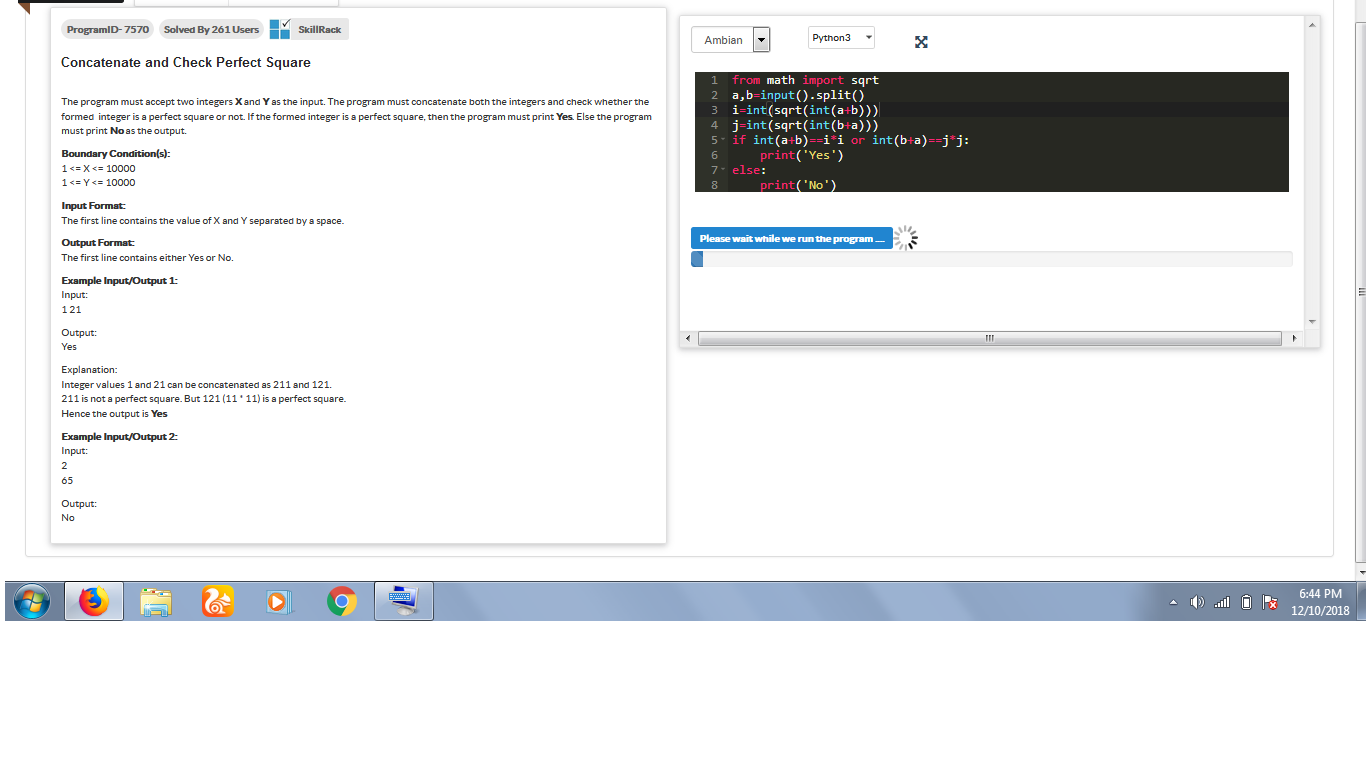 ProgramID- 7570 Solved By 261 Users SkillRack
Concatenate and Check Perfect Square
The program must accept two integers X and Y as the input. The program must concatenate both the integers and check whether the
formed integer is a perfect square or not. If the formed integer is a perfect square, then the program must print Yes. Else the program
must print No as the output.
Boundary Condition(s):
1 <= X <= 10000
1 <= Y <= 10000
Input Format:
The first line contains the value of X and Y separated by a space.
Output Format:
The first line contains either Yes or No.
Example Input/Output 1:
Input:
1 21
Output:
Yes
Explanation:
Integer values 1 and 21 can be concatenated as 211 and 121.
211 is not a perfect square. But 121 (11 * 11) is a perfect square.
Hence the output is Yes
Example Input/Output 2:
Input:
2
65
Output:
No
Ambian Python3
1 from math import sqrt
2 a,b=input().split()
3 i=int(sqrt(int(a+b)))
4 j=int(sqrt(int(b+a)))
5 if int(a+b)==i*i or int(b+a)==j*j:
6 print('Yes')
7 else:
8 print('No')
Please wait while we run the program ....
6:44 PM
12/10/2018